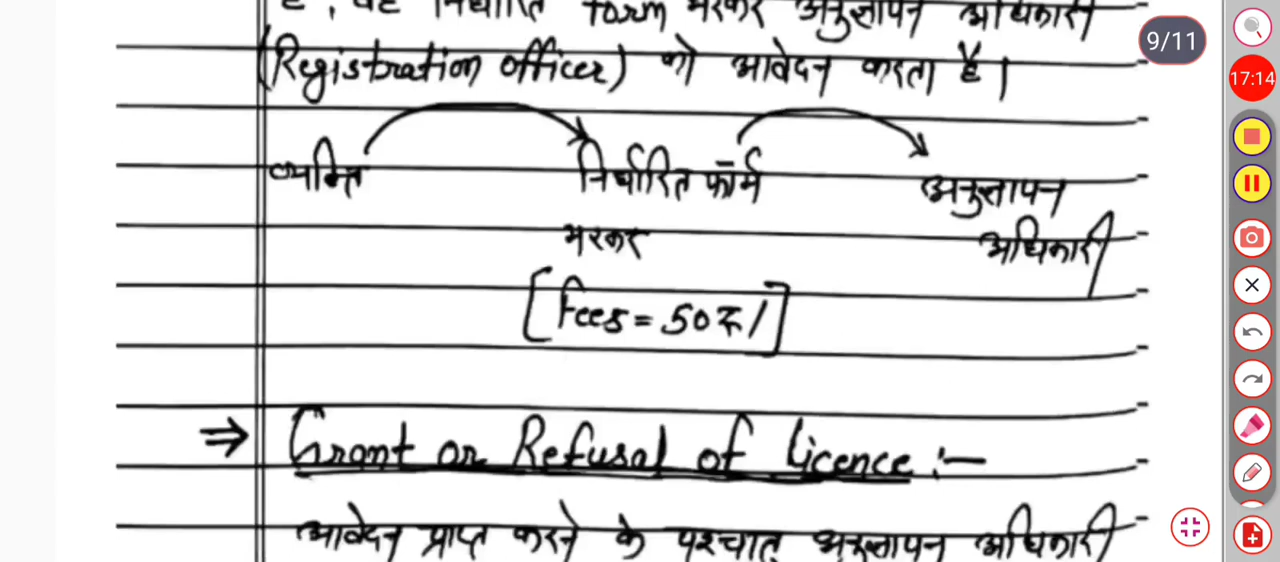 है, वह निर्धारित form भरकर अनुज्ञापन अधिकारी
(Registration officer) को आवेदन करता है।
व्यक्ति निर्धारित फॉर्म अनुज्ञापन
भरकर अधिकारी
[Fees = 50₹/]
⇒ Grant or Refusal of Licence :-
आवेदन प्राप्त करने के पश्चात् अनुज्ञापन अधिकारी
9/11
17:14